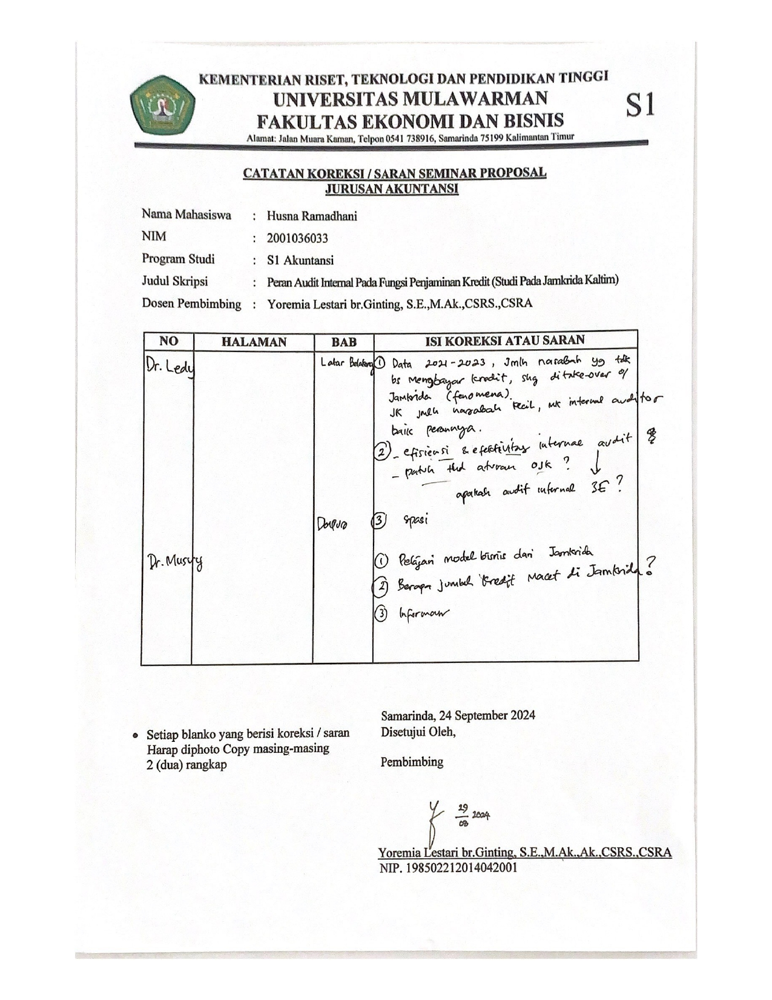 KEMENTERIAN RISET, TEKNOLOGI DAN PENDIDIKAN TINGGI
UNIVERSITAS MULAWARMAN
FAKULTAS EKONOMI DAN BISNIS
S1
Alamat: Jalan Muara Kaman, Telpon 0541 738916, Samarinda 75199 Kalimantan Timur
CATATAN KOREKSI / SARAN SEMINAR PROPOSAL
JURUSAN AKUNTANSI
Nama Mahasiswa : Husna Ramadhani
NIM : 2001036033
Program Studi : S1 Akuntansi
Judul Skripsi : Peran Audit Internal Pada Fungsi Penjaminan Kredit (Studi Pada Jamkrida Kaltim)
Dosen Pembimbing : Yoremia Lestari br.Ginting, S.E.,M.Ak.,CSRS.,CSRA
NO HALAMAN BAB ISI KOREKSI ATAU SARAN
Dr. Ledy Latar Belakang ① Data 2021-2023, Jmlh nasabah yg tdk
bs Mengbayar kredit, shg ditake-over o/
Jamkrida (fenomena).
JK jmlh nasabah kecil, mk internal auditor
baik perannya.
② - efisiensi & efektivitas internal audit
- patuh thd aturan OJK ?
apakah audit internal 3E ?
Dapus ③ spasi
Dr. Musviy ① Pelajari model bisnis dari Jamkrida
② Berapa jumlah kredit Macet di Jamkrida ?
③ Informan
Samarinda, 24 September 2024
Disetujui Oleh,
• Setiap blanko yang berisi koreksi / saran
Harap diphoto Copy masing-masing
2 (dua) rangkap
Pembimbing
29
08 2024
Yoremia Lestari br.Ginting, S.E.,M.Ak.,Ak.,CSRS.,CSRA
NIP. 198502212014042001